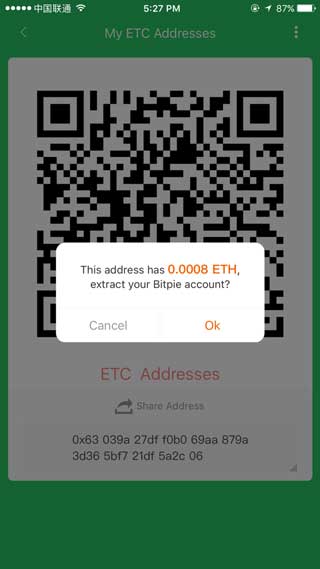 中国联通 5:27 PM 87%
My ETC Addresses
This address has 0.0008 ETH,
extract your Bitpie account?
Cancel Ok
ETC Addresses
Share Address
0x63 039a 27df f0b0 69aa 879a
3d36 5bf7 21df 5a2c 06